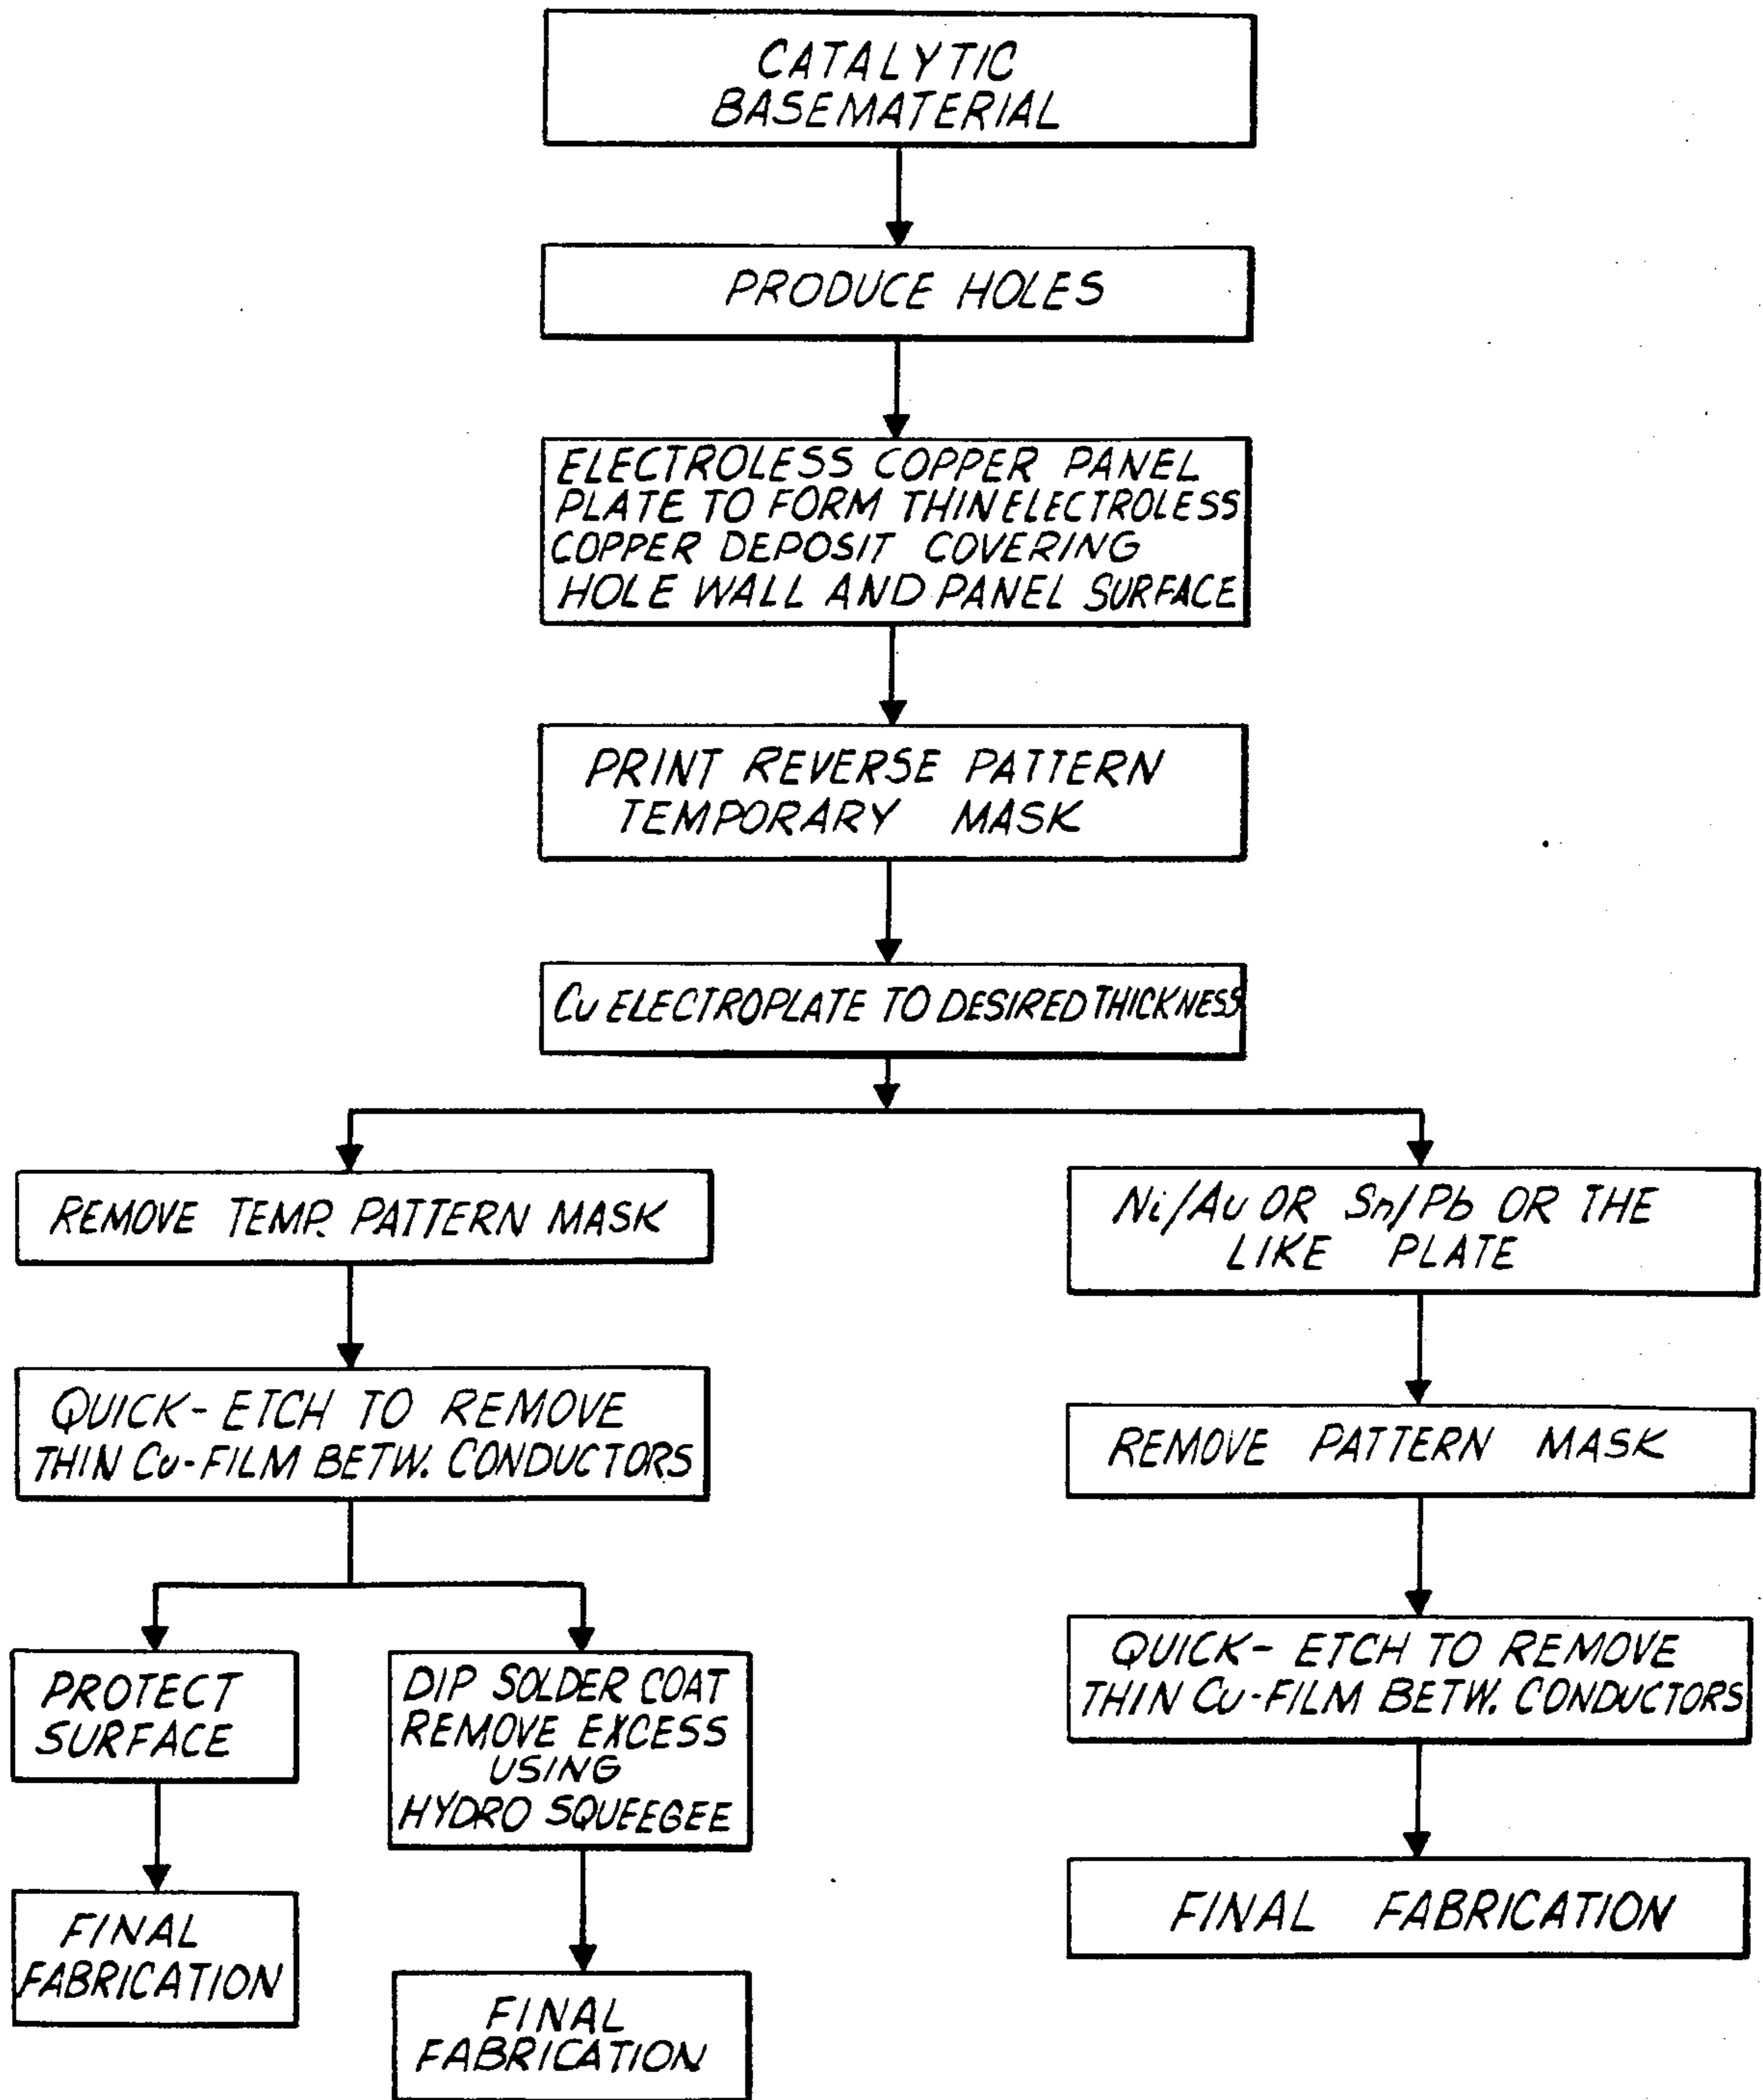 CATALYTIC
BASEMATERIAL
PRODUCE HOLES
ELECTROLESS COPPER PANEL
PLATE TO FORM THIN ELECTROLESS
COPPER DEPOSIT COVERING
HOLE WALL AND PANEL SURFACE
PRINT REVERSE PATTERN
TEMPORARY MASK
Cu ELECTROPLATE TO DESIRED THICKNESS
REMOVE TEMP. PATTERN MASK
QUICK-ETCH TO REMOVE
THIN Cu-FILM BETW. CONDUCTORS
PROTECT
SURFACE
FINAL
FABRICATION
DIP SOLDER COAT
REMOVE EXCESS
USING
HYDRO SQUEEGEE
FINAL
FABRICATION
Ni/Au OR Sn/Pb OR THE
LIKE PLATE
REMOVE PATTERN MASK
QUICK-ETCH TO REMOVE
THIN Cu-FILM BETW. CONDUCTORS
FINAL FABRICATION